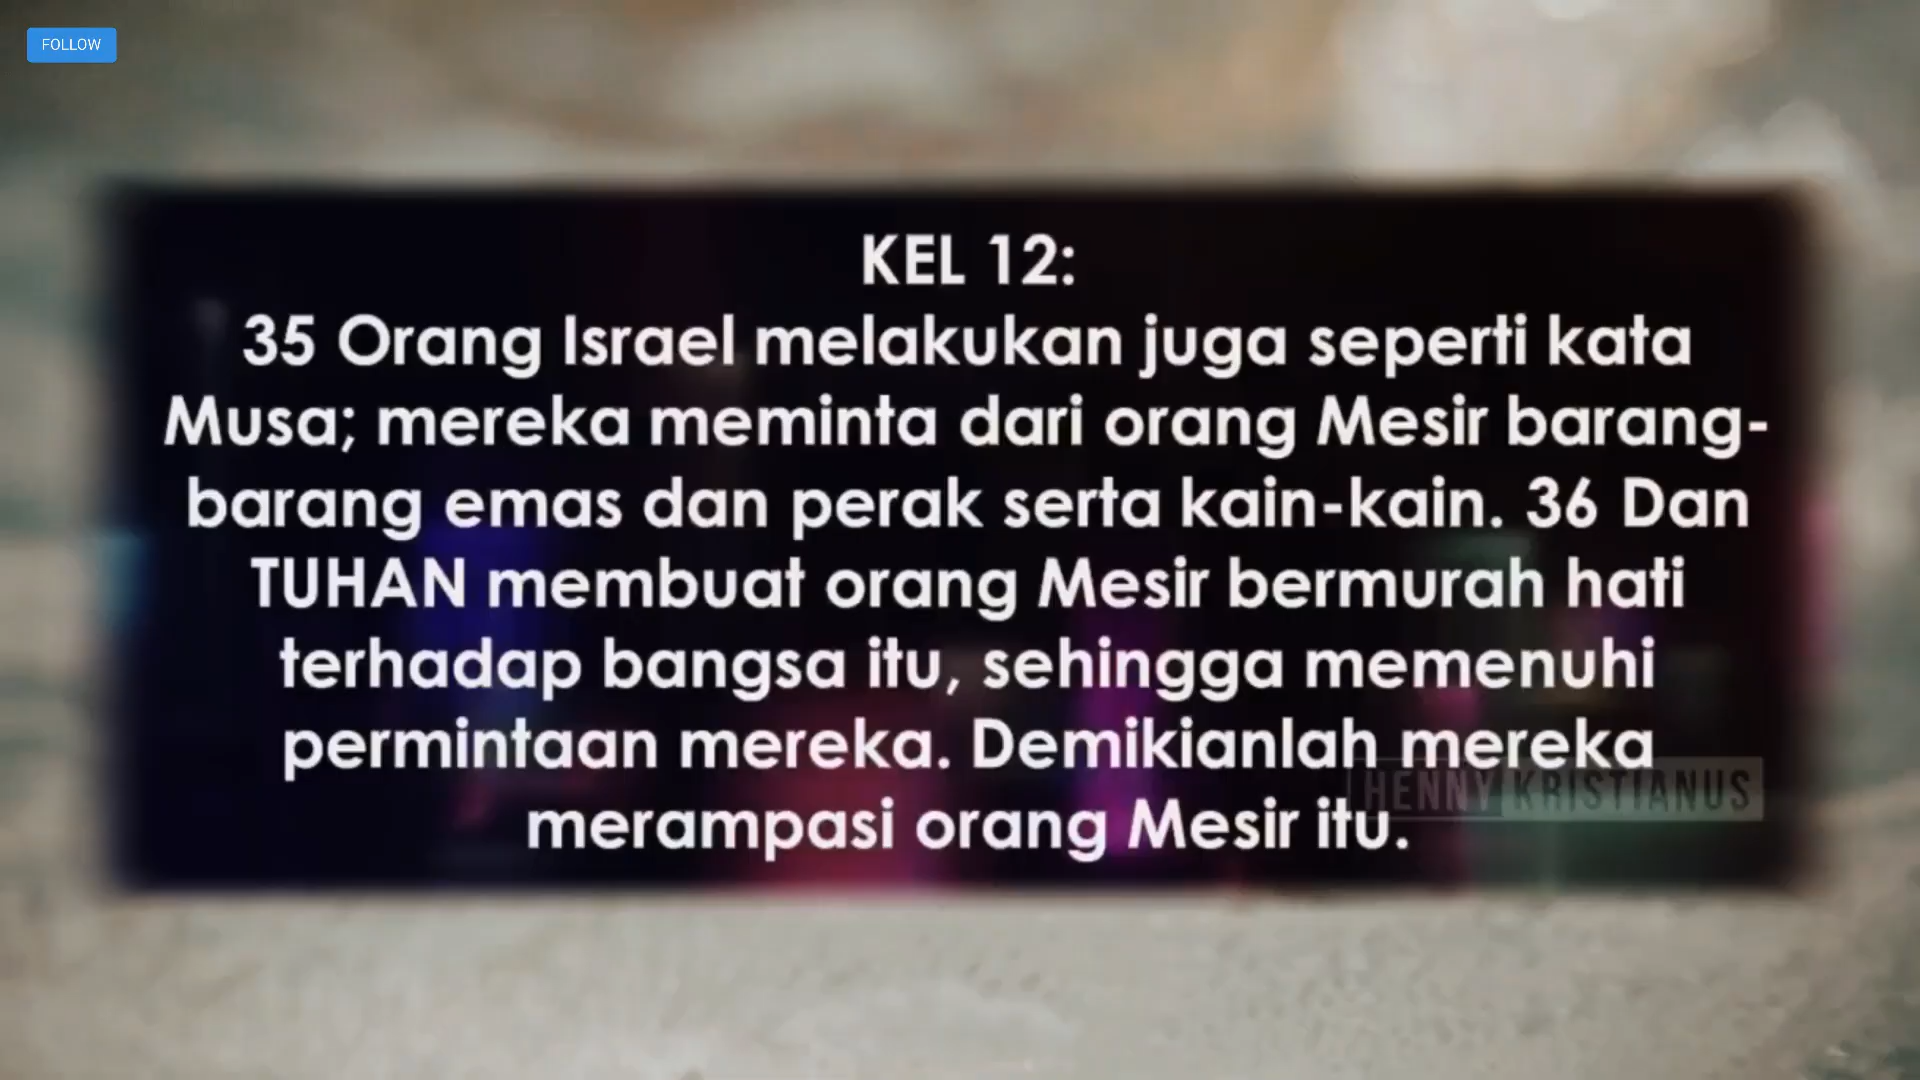 FOLLOW
KEL 12:
35 Orang Israel melakukan juga seperti kata
Musa; mereka meminta dari orang Mesir barang-
barang emas dan perak serta kain-kain. 36 Dan
TUHAN membuat orang Mesir bermurah hati
terhadap bangsa itu, sehingga memenuhi
permintaan mereka. Demikianlah mereka
HENNY KRISTIANUS
merampasi orang Mesir itu.